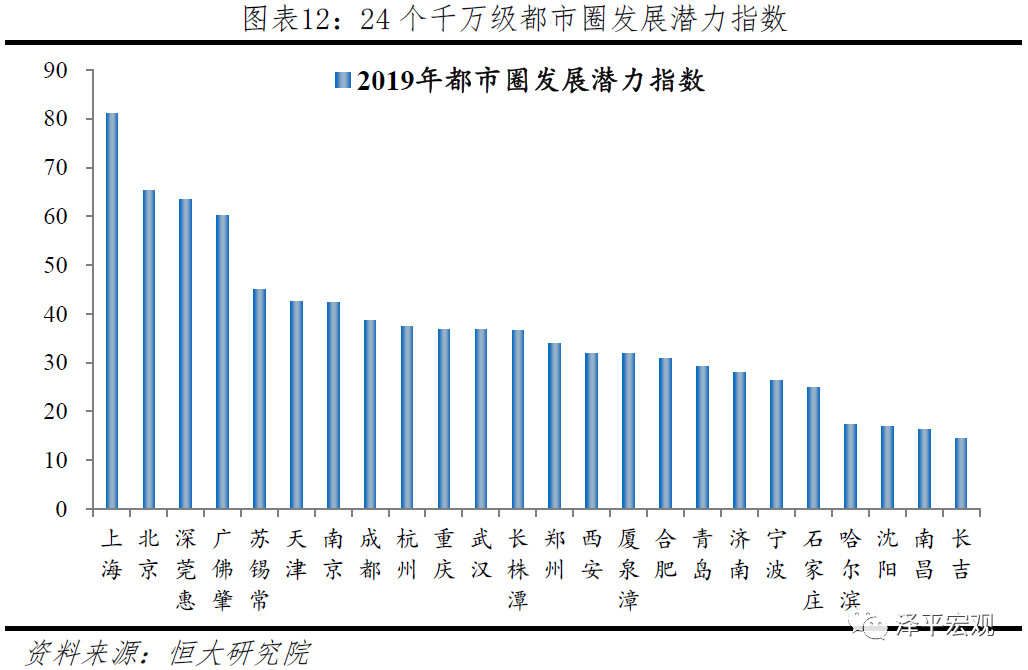 图表12：24 个千万级都市圈发展潜力指数
2019年都市圈发展潜力指数
90
80
70
60
50
40
30
20
10
0
上海
北京
深莞惠
广佛肇
苏锡常
天津
南京
成都
杭州
重庆
武汉
长株潭
郑州
西安
厦泉漳
合肥
青岛
济南
宁波
石家庄
哈尔滨
沈阳
南昌
长吉
泽平宏观
资料来源：恒大研究院